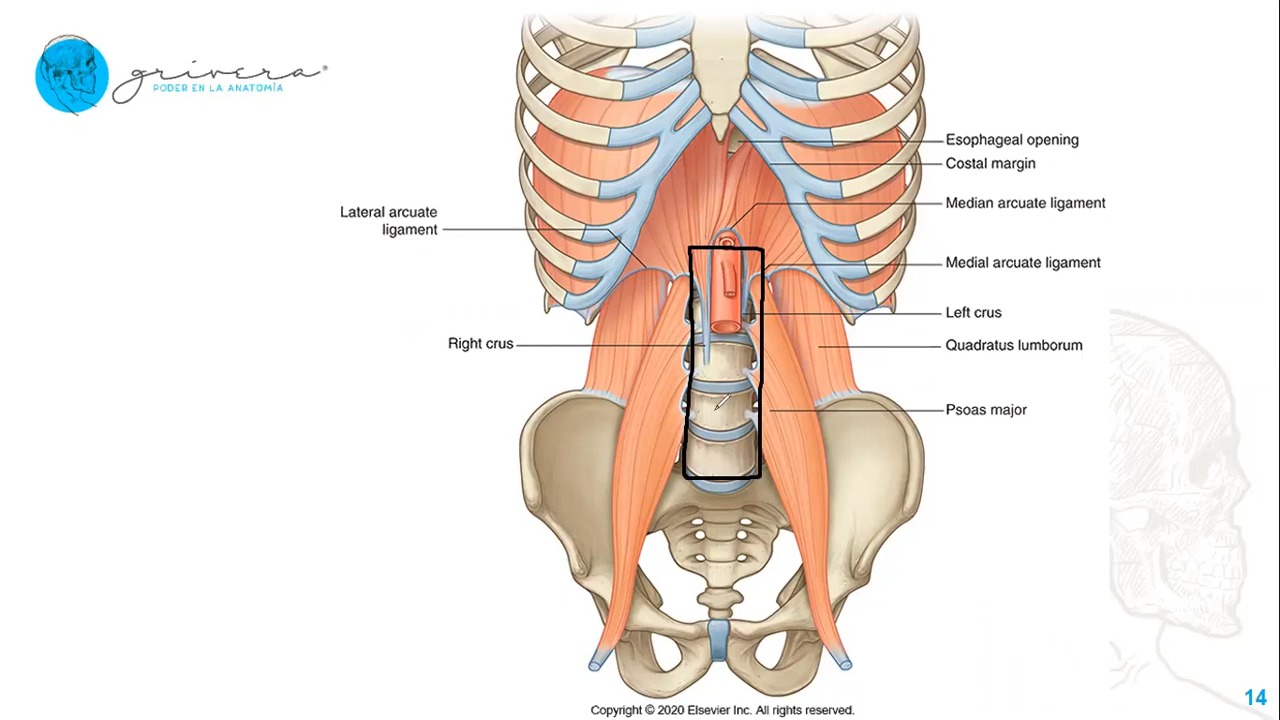 grivera®
PODER EN LA ANATOMÍA
Esophageal opening
Costal margin
Lateral arcuate
ligament
Median arcuate ligament
Medial arcuate ligament
Left crus
Right crus
Quadratus lumborum
Psoas major
14
Copyright © 2020 Elsevier Inc. All rights reserved.